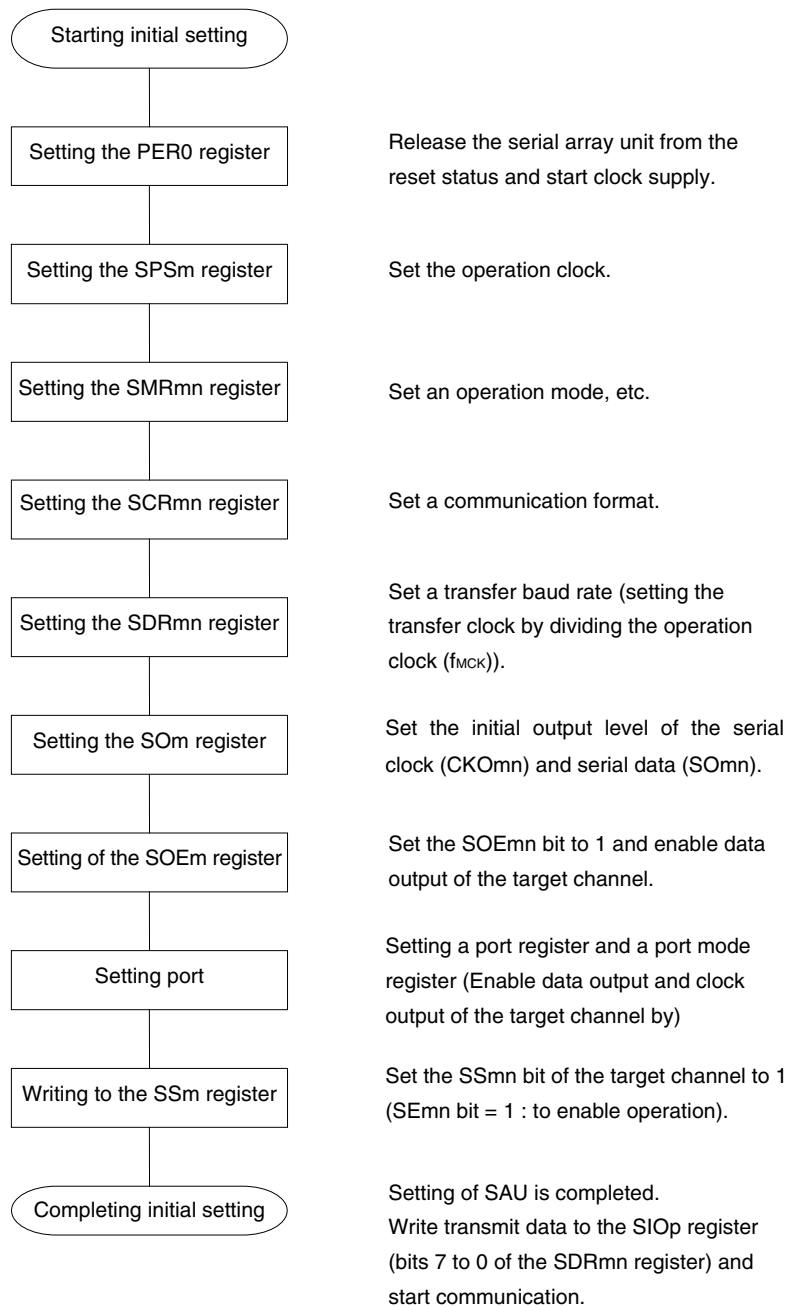 Starting initial setting
Setting the PER0 register
Release the serial array unit from the
reset status and start clock supply.
Setting the SPSm register
Set the operation clock.
Setting the SMRmn register
Set an operation mode, etc.
Setting the SCRmn register
Set a communication format.
Setting the SDRmn register
Set a transfer baud rate (setting the
transfer clock by dividing the operation
clock (fMCK)).
Setting the SOm register
Set the initial output level of the serial
clock (CKOmn) and serial data (SOmn).
Setting of the SOEm register
Set the SOEmn bit to 1 and enable data
output of the target channel.
Setting port
Setting a port register and a port mode
register (Enable data output and clock
output of the target channel by)
Writing to the SSm register
Set the SSmn bit of the target channel to 1
(SEmn bit = 1 : to enable operation).
Completing initial setting
Setting of SAU is completed.
Write transmit data to the SIOp register
(bits 7 to 0 of the SDRmn register) and
start communication.